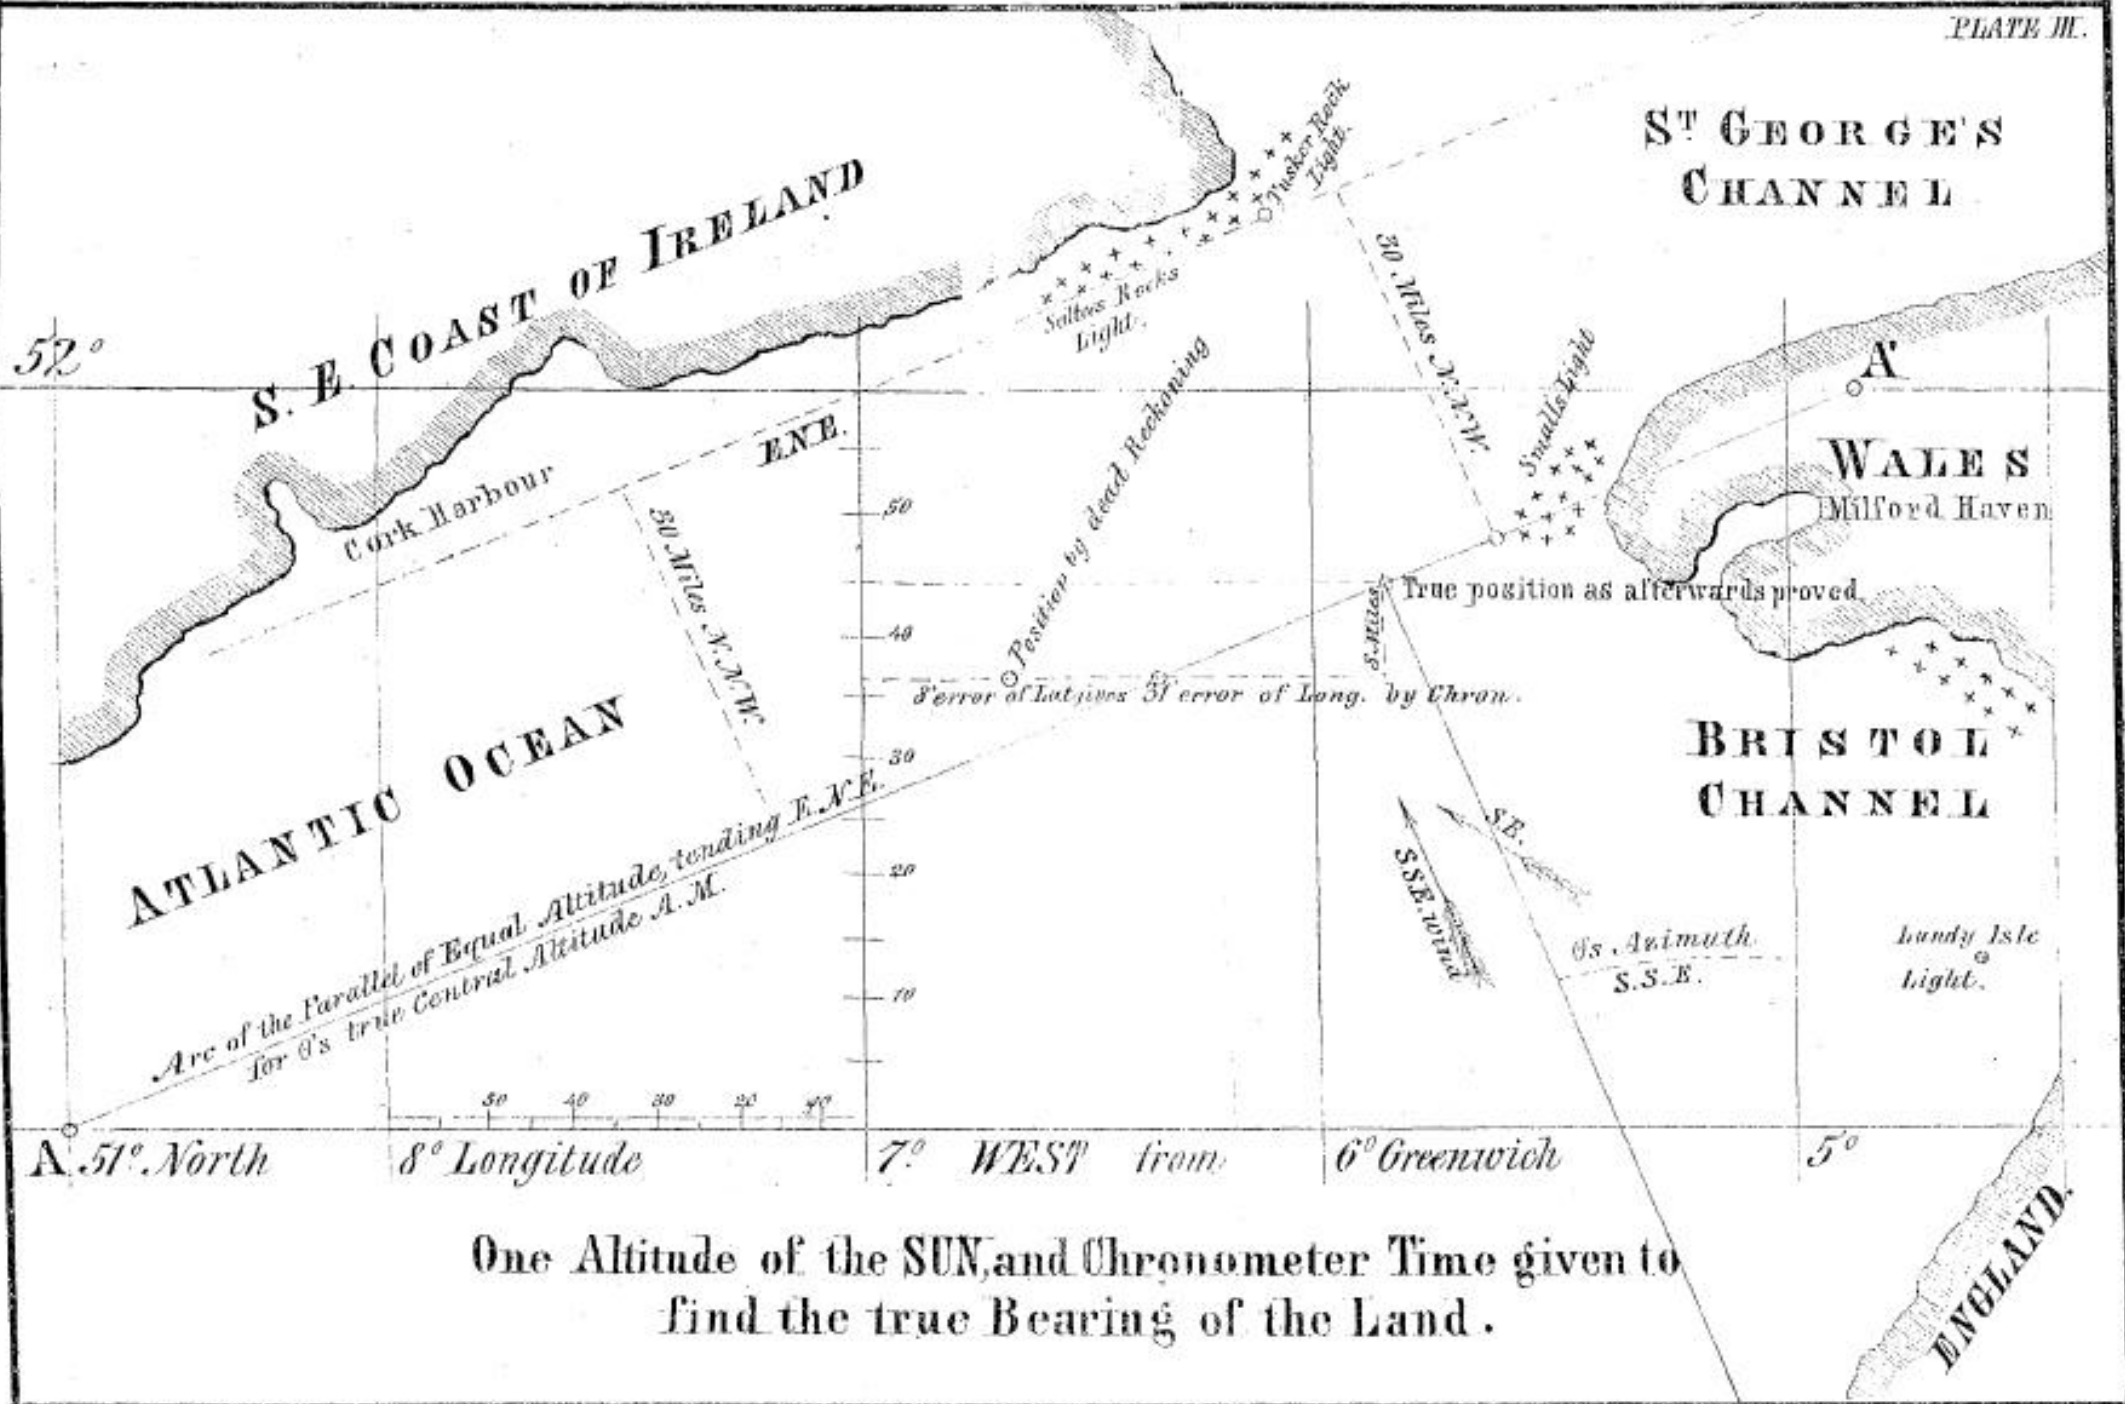 PLATE III.
ST GEORGE'S
CHANNEL
Tusker Rock
Light.
S. E. COAST OF IRELAND
30 Miles N.N.W.
Rocks
Light.
52°
Smalls Light
A'
ENE.
WALES
Milford Haven
Cork Harbour
50
Position by dead Reckoning
30 Miles N.N.W.
True position as afterwards proved.
40
8 Miles
8' error of Lat. gives 31' error of Long. by Chron.
ATLANTIC OCEAN
30
BRISTOL
CHANNEL
Arc of the Parallel of Equal Altitude, tending E.N.E.
for ʘ's true Central Altitude A.M.
S.E.
S.S.E. wind
20
ʘ's Azimuth
S.S.E.
Lundy Isle
Light.
10
50 40 30 20 10
A 51° North 8° Longitude 7° WEST from 6° Greenwich 5°
ENGLAND.
One Altitude of the SUN, and Chronometer Time given to
find the true Bearing of the Land.